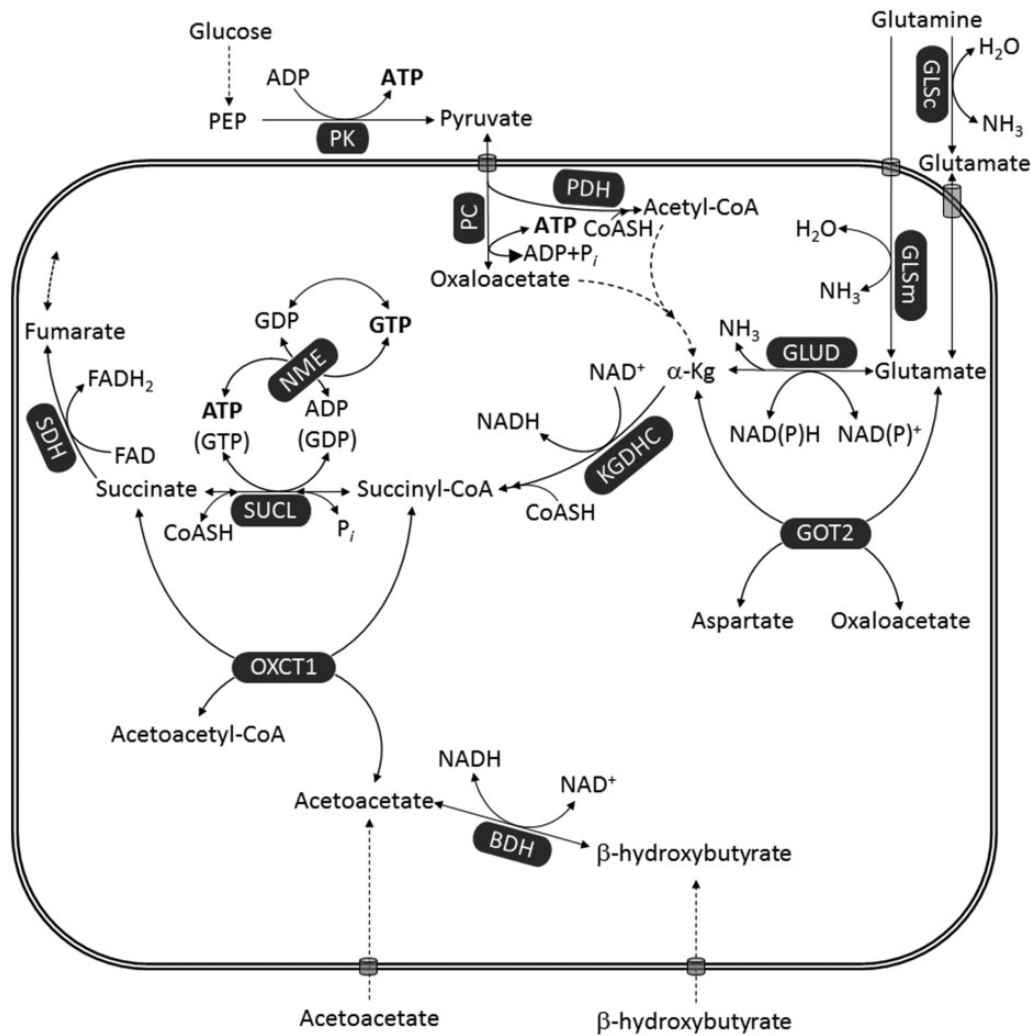 Glucose
ADP
ATP
PEP
PK
Pyruvate
Glutamine
H2O
GLSc
NH3
Glutamate
PDH
PC
ATP
CoASH
Acetyl-CoA
ADP+Pi
Oxaloacetate
H2O
NH3
GLSm
Fumarate
GDP
GTP
NME
NH3
GLUD
α-Kg
Glutamate
NAD+
FADH2
ATP
(GTP)
ADP
(GDP)
NADH
NAD(P)H
NAD(P)+
SDH
FAD
KGDHC
Succinate
SUCL
Succinyl-CoA
CoASH
Pi
CoASH
GOT2
Aspartate
Oxaloacetate
OXCT1
Acetoacetyl-CoA
NADH
NAD+
Acetoacetate
BDH
β-hydroxybutyrate
Acetoacetate
β-hydroxybutyrate